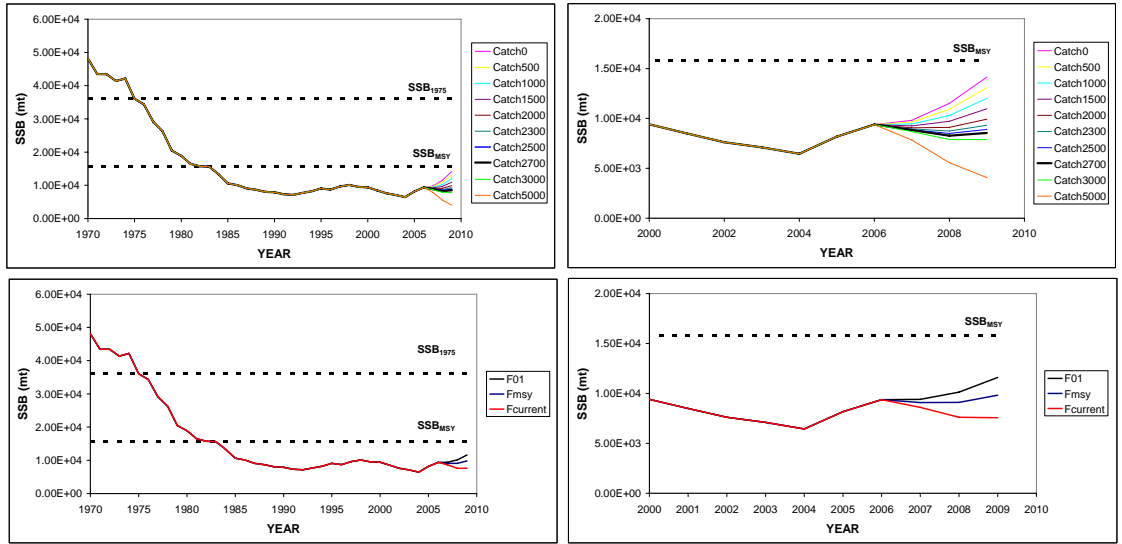 6.00E+04
5.00E+04
4.00E+04
3.00E+04
2.00E+04
1.00E+04
0.00E+00
SSB (mt)
SSB1975
SSBMSY
1970 1975 1980 1985 1990 1995 2000 2005 2010
YEAR
Catch0
Catch500
Catch1000
Catch1500
Catch2000
Catch2300
Catch2500
Catch2700
Catch3000
Catch5000
2.00E+04
1.50E+04
1.00E+04
5.00E+03
0.00E+00
SSB (mt)
SSBMSY
2000 2002 2004 2006 2008 2010
YEAR
Catch0
Catch500
Catch1000
Catch1500
Catch2000
Catch2300
Catch2500
Catch2700
Catch3000
Catch5000
6.00E+04
5.00E+04
4.00E+04
3.00E+04
2.00E+04
1.00E+04
0.00E+00
SSB (mt)
SSB1975
SSBMSY
1970 1975 1980 1985 1990 1995 2000 2005 2010
YEAR
F01
Fmsy
Fcurrent
2.00E+04
1.50E+04
1.00E+04
5.00E+03
0.00E+00
SSB (mt)
SSBMSY
2000 2001 2002 2003 2004 2005 2006 2007 2008 2009 2010
YEAR
F01
Fmsy
Fcurrent